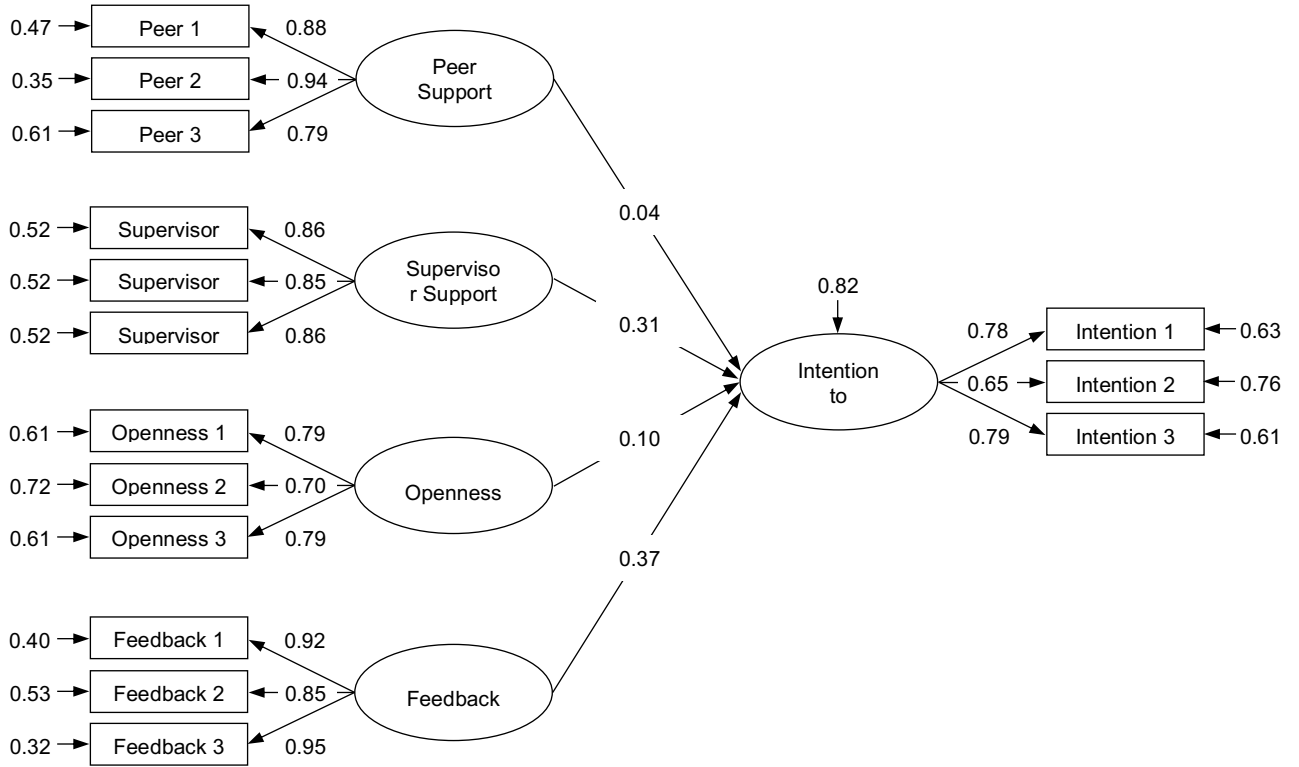 0.47
Peer 1
0.88
0.35
Peer 2
0.94
0.61
Peer 3
0.79
Peer
Support
0.04
0.52
Supervisor
0.86
0.52
Supervisor
0.85
0.52
Supervisor
0.86
Superviso
r Support
0.31
0.61
Openness 1
0.79
0.72
Openness 2
0.70
0.61
Openness 3
0.79
Openness
0.10
0.40
Feedback 1
0.92
0.53
Feedback 2
0.85
0.32
Feedback 3
0.95
Feedback
0.37
0.82
Intention
to
0.78
Intention 1
0.63
0.65
Intention 2
0.76
0.79
Intention 3
0.61